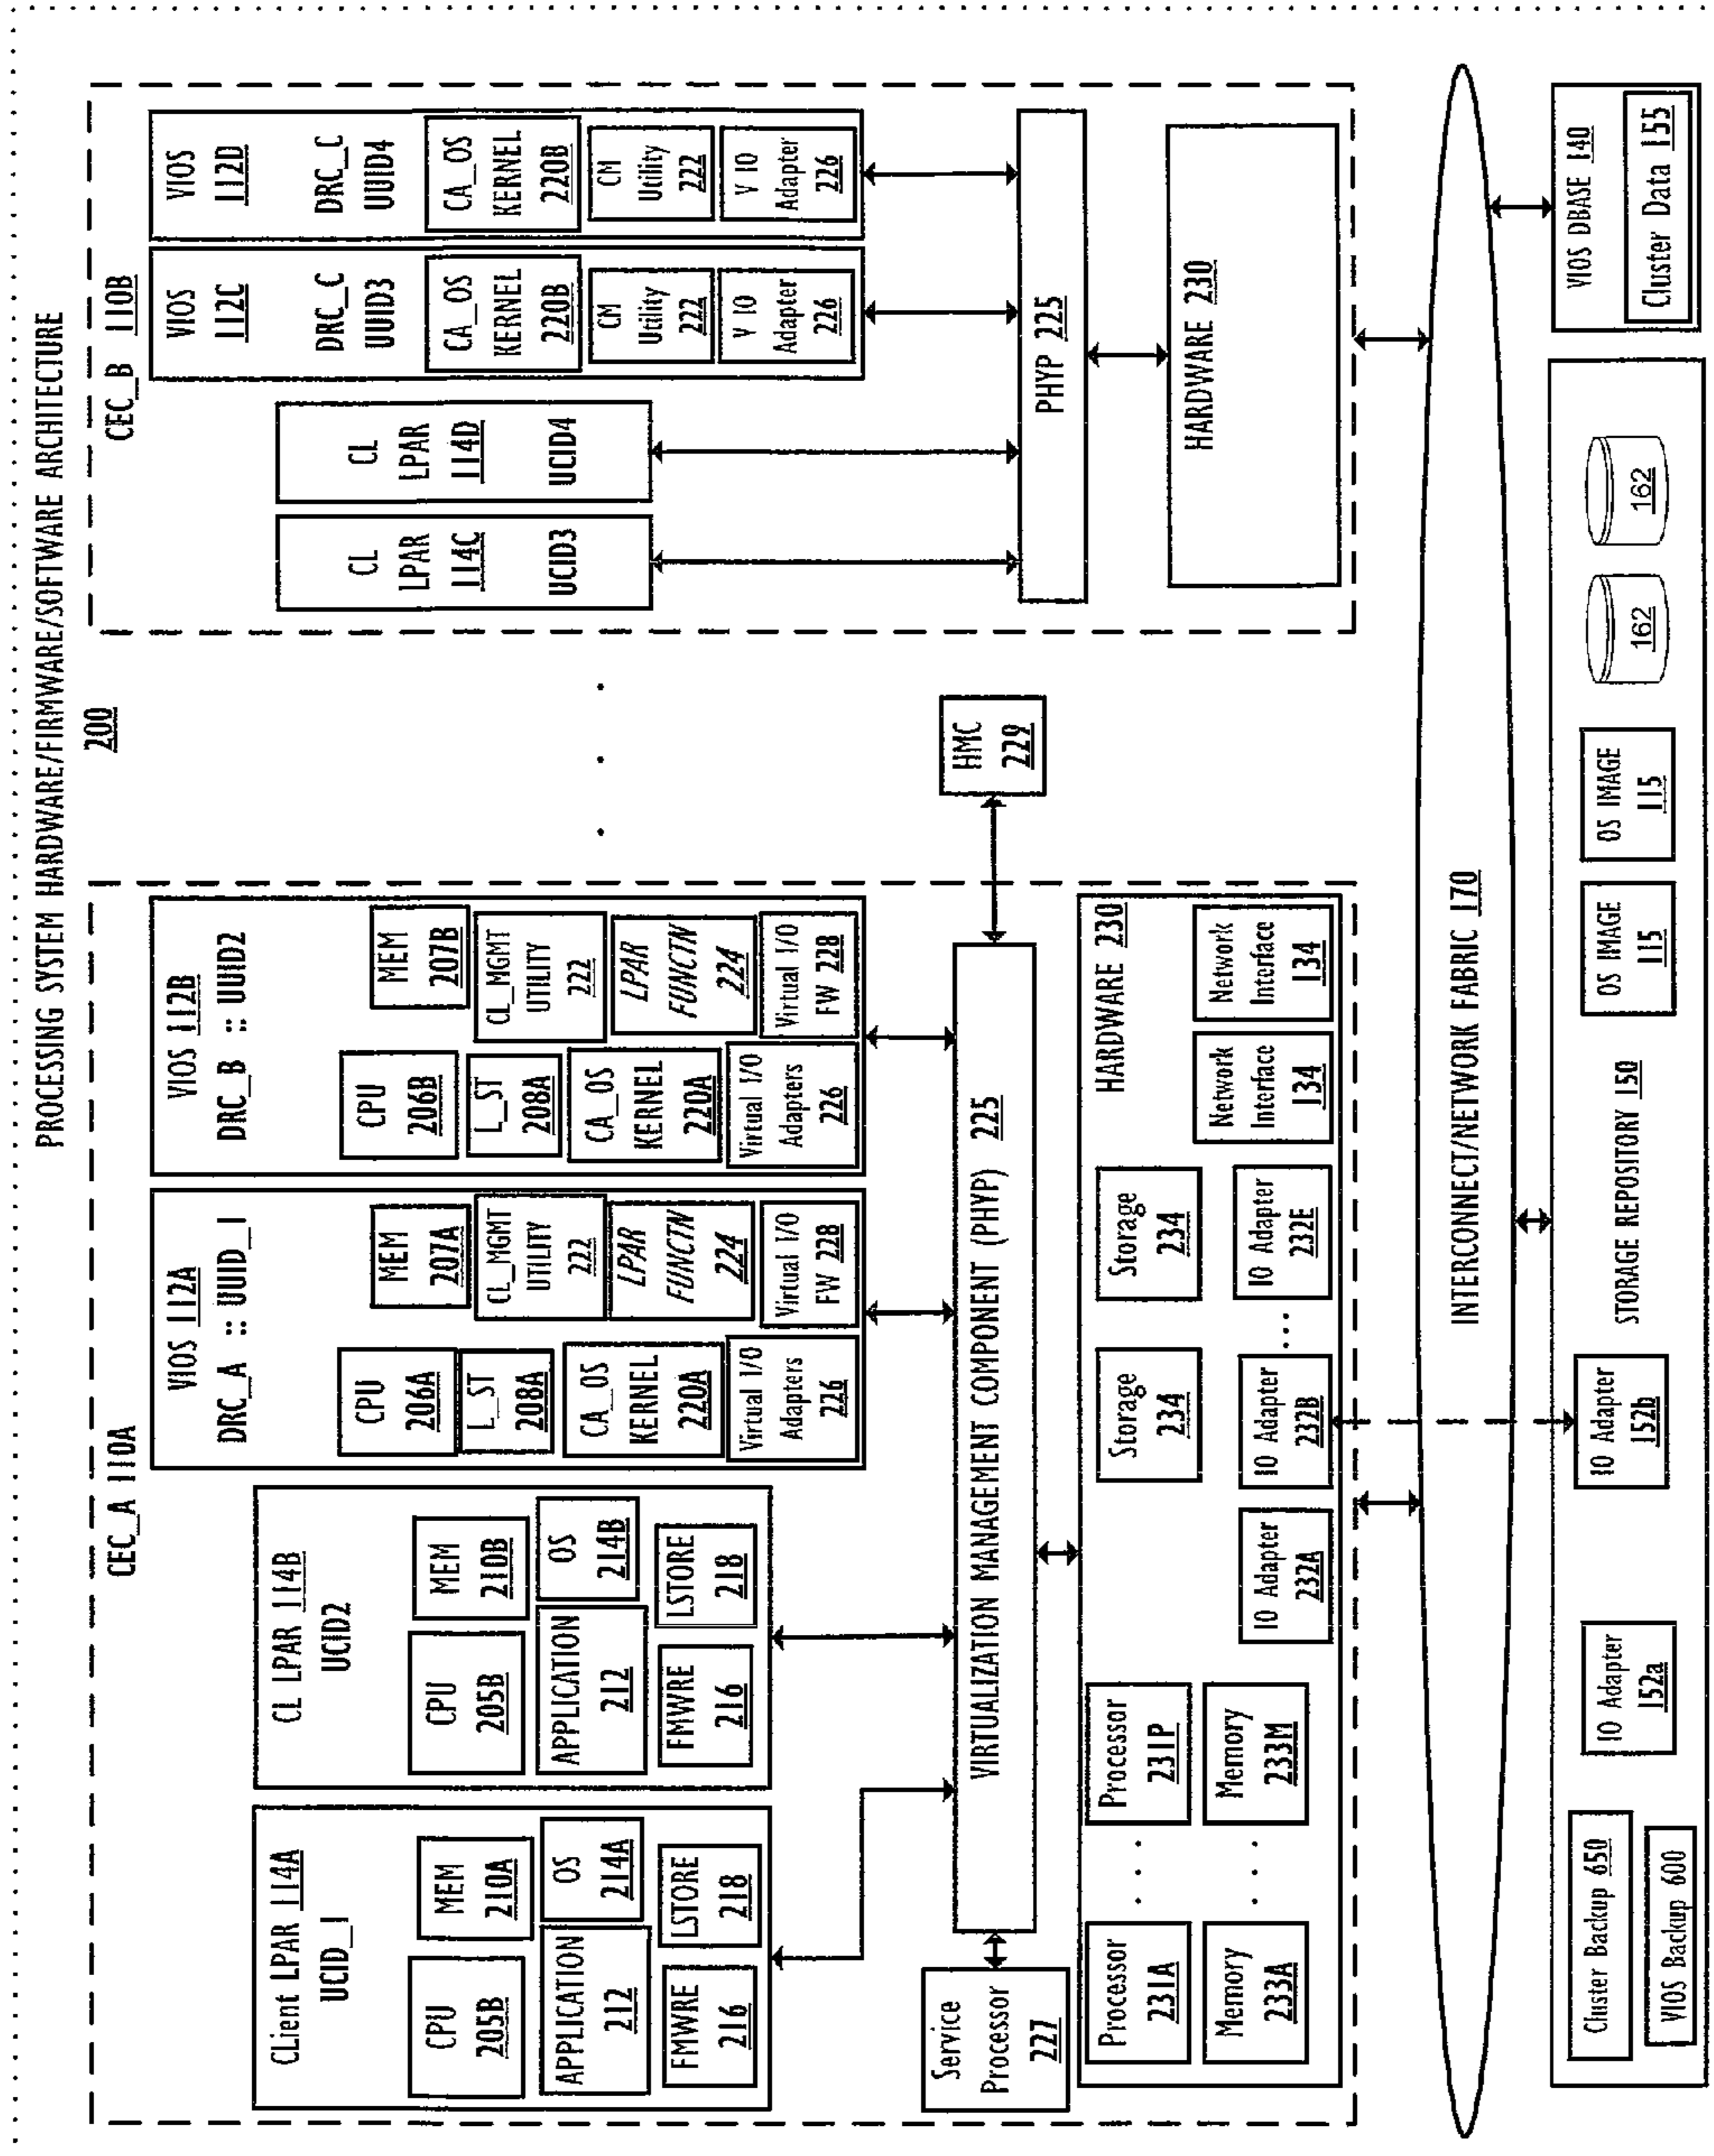 PROCESSING SYSTEM HARDWARE/FIRMWARE/SOFTWARE ARCHITECTURE
200
CEC_A 110A
CLient LPAR 114A
UCID_1
CPU
205B
MEM
210A
APPLICATION
212
OS
214A
FMWRE
216
LSTORE
218
CL LPAR 114B
UCID2
CPU
205B
MEM
210B
APPLICATION
212
OS
214B
FMWRE
216
LSTORE
218
VIOS 112A
DRC_A :: UUID_1
CPU
206A
MEM
207A
L_ST
208A
CL_MGMT
UTILITY
222
CA_OS
KERNEL
220A
LPAR
FUNCTN
224
Virtual I/O
Adapters
226
Virtual I/O
FW 228
VIOS 112B
DRC_B :: UUID2
CPU
206B
MEM
207B
L_ST
208A
CL_MGMT
UTILITY
222
CA_OS
KERNEL
220A
LPAR
FUNCTN
224
Virtual I/O
Adapters
226
Virtual I/O
FW 228
Service
Processor
227
VIRTUALIZATION MANAGEMENT COMPONENT (PHYP) 225
HMC
229
HARDWARE 230
Processor
231A
. . .
Processor
231P
Memory
233A
. . .
Memory
233M
Storage
234
Storage
234
IO Adapter
232A
IO Adapter
232B
...
IO Adapter
232E
Network
Interface
134
Network
Interface
134
. . .
CEC_B 110B
CL
LPAR
114C
UCID3
CL
LPAR
114D
UCID4
VIOS
112C
DRC_C
UUID3
CA_OS
KERNEL
220B
CM
Utility
222
V IO
Adapter
226
VIOS
112D
DRC_C
UUID4
CA_OS
KERNEL
220B
CM
Utility
222
V IO
Adapter
226
PHYP 225
HARDWARE 230
INTERCONNECT/NETWORK FABRIC 170
STORAGE REPOSITORY 150
Cluster Backup 650
VIOS Backup 600
IO Adapter
152a
IO Adapter
152b
OS IMAGE
115
OS IMAGE
115
162
162
VIOS DBASE 140
Cluster Data 155